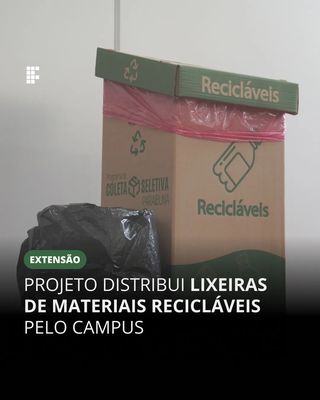 Recicláveis
COLETA SELETIVA
Recicláveis
EXTENSÃO
PROJETO DISTRIBUI LIXEIRAS
DE MATERIAIS RECICLÁVEIS
PELO CAMPUS